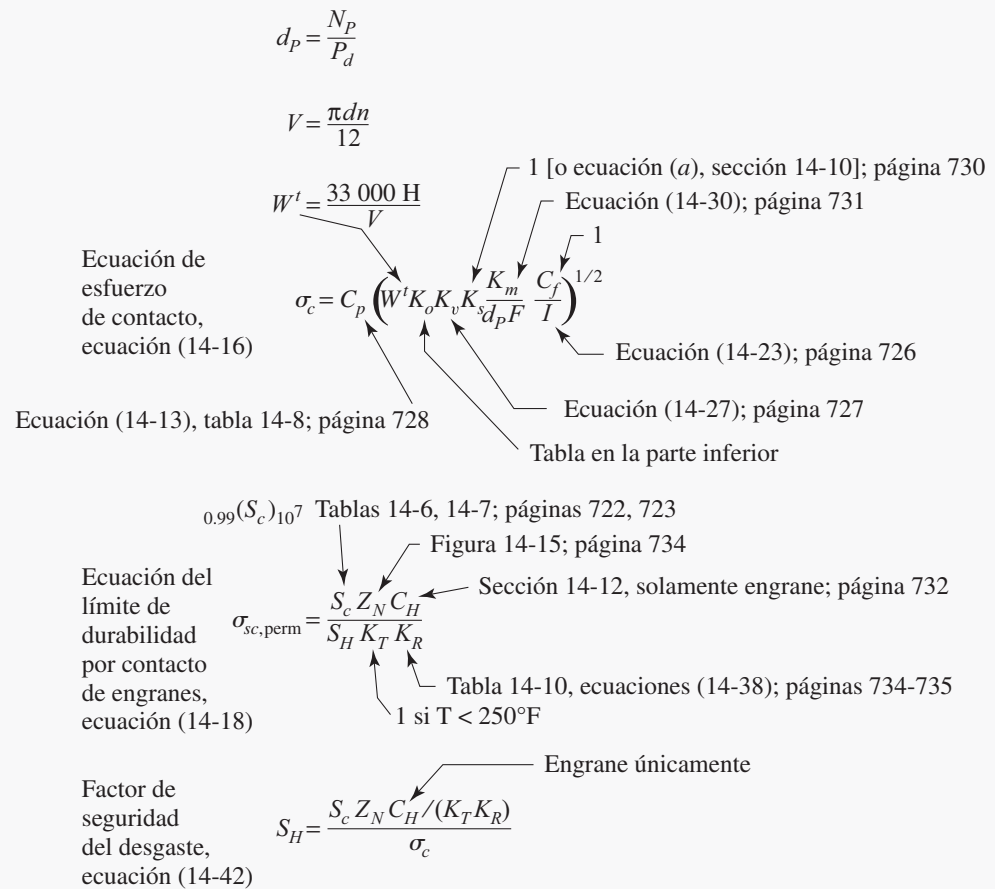 d_P = N_P / P_d
V = πdn / 12
1 [o ecuación (a), sección 14-10]; página 730
W^t = 33 000 H / V
Ecuación (14-30); página 731
1
Ecuación de
esfuerzo
de contacto,
ecuación (14-16)
σ_c = C_p (W^t K_o K_v K_s K_m / d_P F C_f / I)^1/2
Ecuación (14-23); página 726
Ecuación (14-27); página 727
Ecuación (14-13), tabla 14-8; página 728
Tabla en la parte inferior
0.99(S_c)10^7 Tablas 14-6, 14-7; páginas 722, 723
Figura 14-15; página 734
Sección 14-12, solamente engrane; página 732
Ecuación del
límite de
durabilidad
por contacto
de engranes,
ecuación (14-18)
σ_sc,perm = S_c Z_N C_H / S_H K_T K_R
Tabla 14-10, ecuaciones (14-38); páginas 734-735
1 si T < 250°F
Engrane únicamente
Factor de
seguridad
del desgaste,
ecuación (14-42)
S_H = S_c Z_N C_H/(K_T K_R) / σ_c